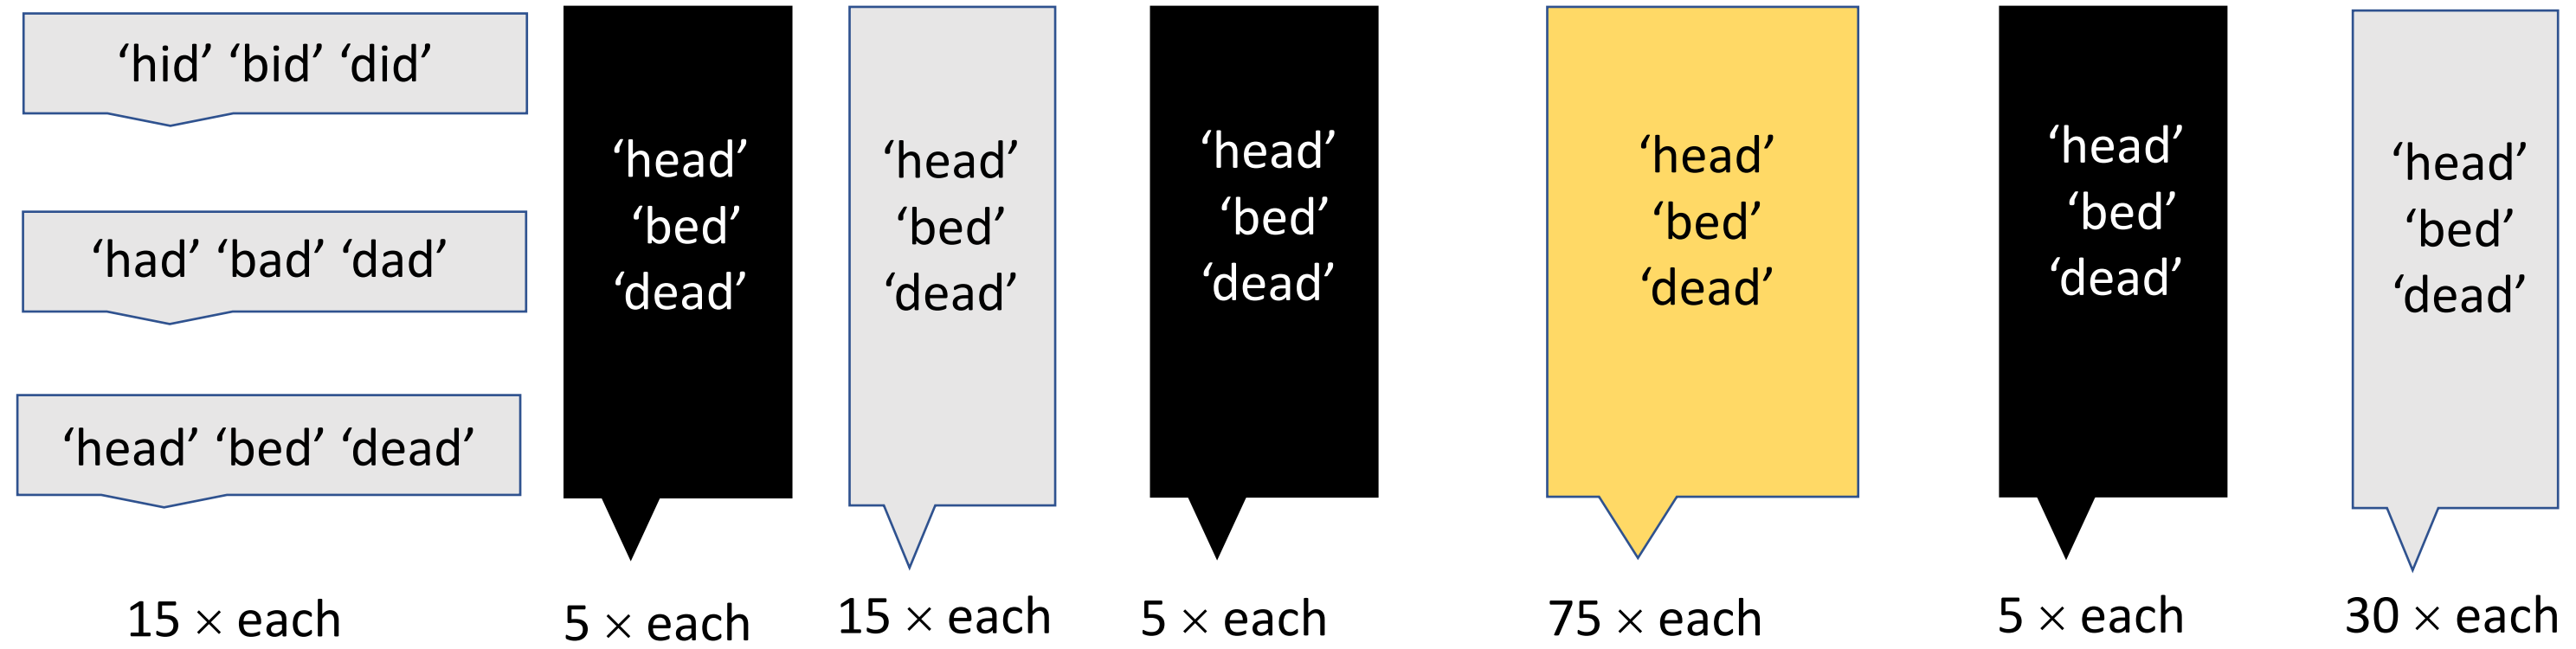 ‘hid’ ‘bid’ ‘did’
‘had’ ‘bad’ ‘dad’
‘head’ ‘bed’ ‘dead’
15 × each
‘head’
‘bed’
‘dead’
5 × each
‘head’
‘bed’
‘dead’
15 × each
‘head’
‘bed’
‘dead’
5 × each
‘head’
‘bed’
‘dead’
75 × each
‘head’
‘bed’
‘dead’
5 × each
‘head’
‘bed’
‘dead’
30 × each